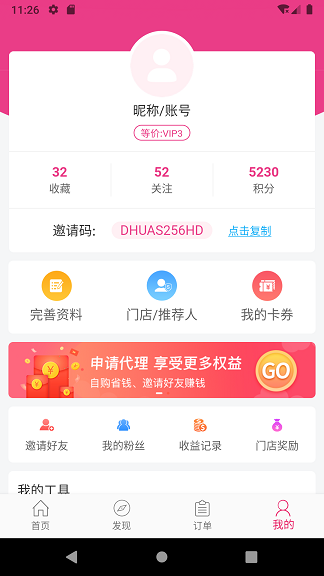 11:26
昵称/账号
等价:VIP3
32 52 5230
收藏 关注 积分
邀请码: DHUAS256HD 点击复制
完善资料 门店/推荐人 我的卡券
申请代理 享受更多权益
自购省钱、邀请好友赚钱
GO
邀请好友 我的粉丝 收益记录 门店奖励
我的工具
首页 发现 订单 我的